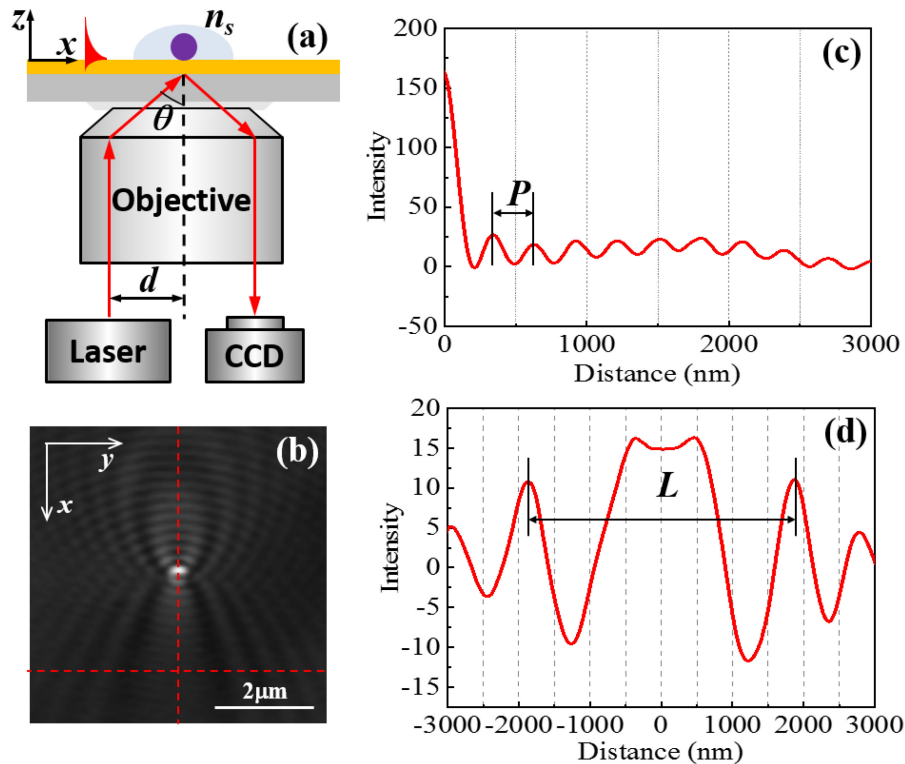 (a)
z
x
n_s
θ
Objective
d
Laser
CCD
(b)
y
x
2μm
(c)
Intensity
200
150
100
50
0
-50
P
0 1000 2000 3000
Distance (nm)
(d)
Intensity
20
15
10
5
0
-5
-10
-15
L
-3000 -2000 -1000 0 1000 2000 3000
Distance (nm)